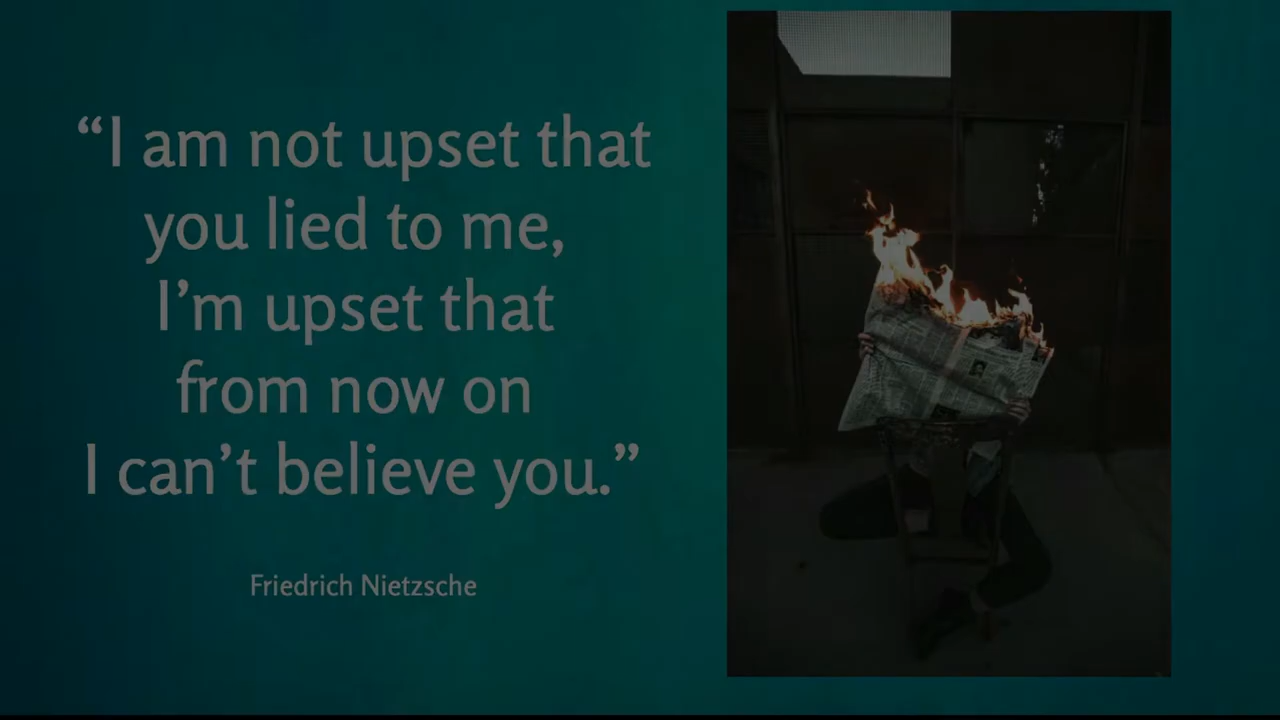 “I am not upset that
you lied to me,
I’m upset that
from now on
I can’t believe you.”
Friedrich Nietzsche